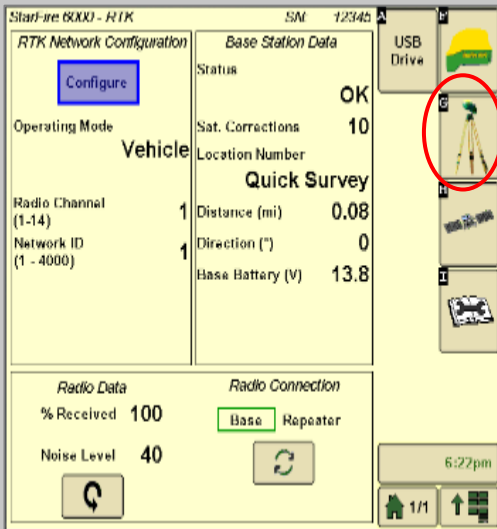 StarFire 6000 - RTK
SN: 12345
RTK Network Configuration
Configure
Operating Mode
Vehicle
Radio Channel 1
(1-14)
Network ID 1
(1 - 4000)
Base Station Data
Status
OK
Sat. Corrections 10
Location Number
Quick Survey
Distance (mi) 0.08
Direction (°) 0
Base Battery (V) 13.8
Radio Data
% Received 100
Noise Level 40
Radio Connection
Base Repeater
A
USB
Drive
F
G
H
I
6:22pm
1/1